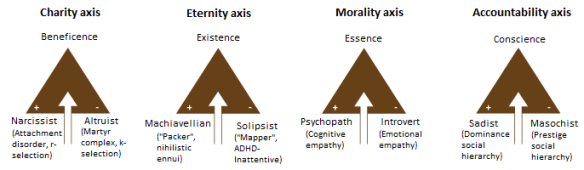 Charity axis
Beneficence
+ -
Narcissist
(Attachment
disorder, r-
selection)
Altruist
(Martyr
complex, k-
selection)
Eternity axis
Existence
+ -
Machiavellian
("Packer",
nihilistic
ennui)
Solipsist
("Mapper",
ADHD-
Inattentive)
Morality axis
Essence
+ -
Psychopath
(Cognitive
empathy)
Introvert
(Emotional
empathy)
Accountability axis
Conscience
+ -
Sadist
(Dominance
social
hierarchy)
Masochist
(Prestige
social
hierarchy)